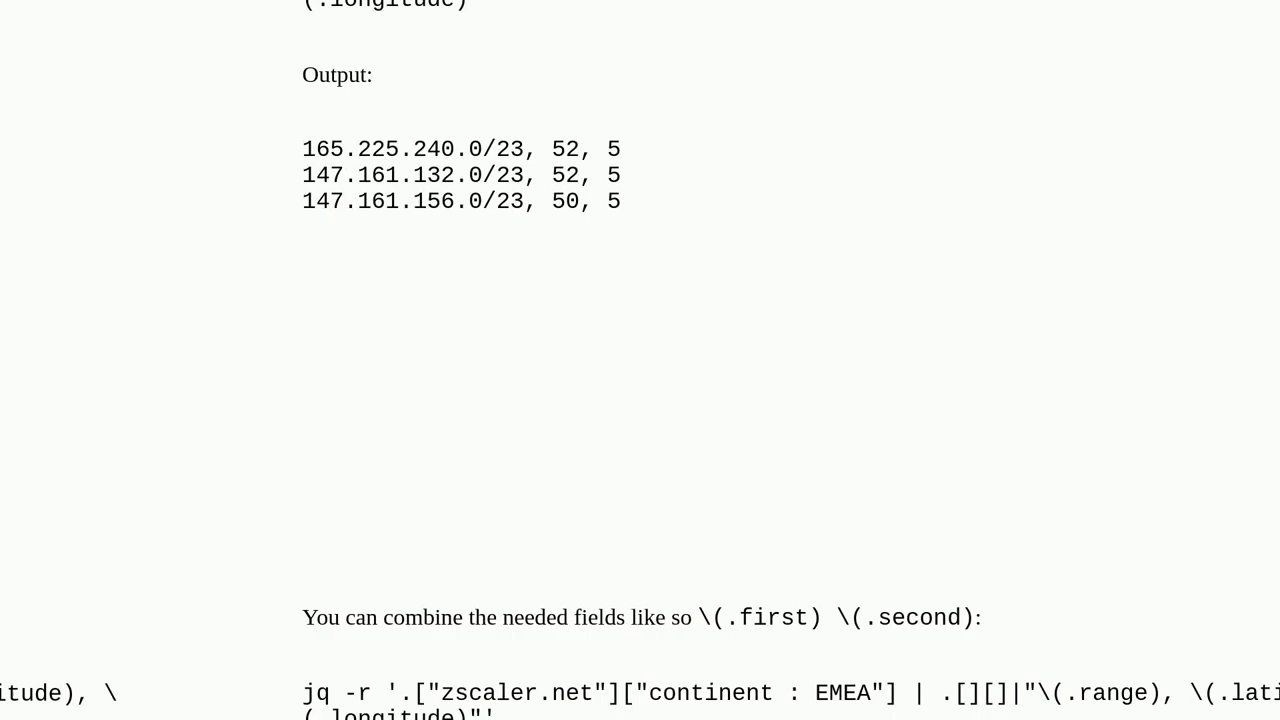 (.longitude)
Output:
165.225.240.0/23, 52, 5
147.161.132.0/23, 52, 5
147.161.156.0/23, 50, 5
You can combine the needed fields like so \(.first) \(.second):
itude), \
jq -r '.["zscaler.net"]["continent : EMEA"] | .[][]|"\(.range), \(.lati
(.longitude)"'